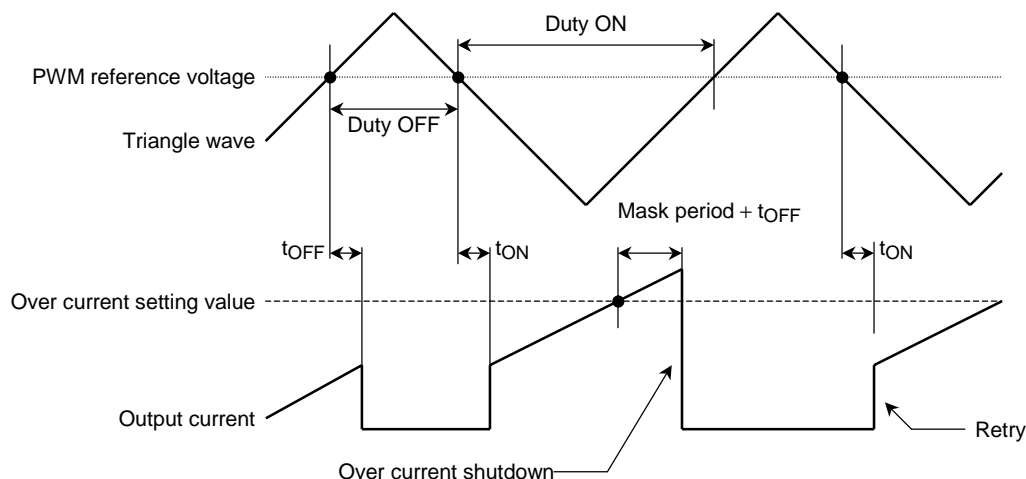 Duty ON
PWM reference voltage
Duty OFF
Triangle wave
Mask period + tOFF
tOFF
tON
tON
Over current setting value
Output current
Retry
Over current shutdown